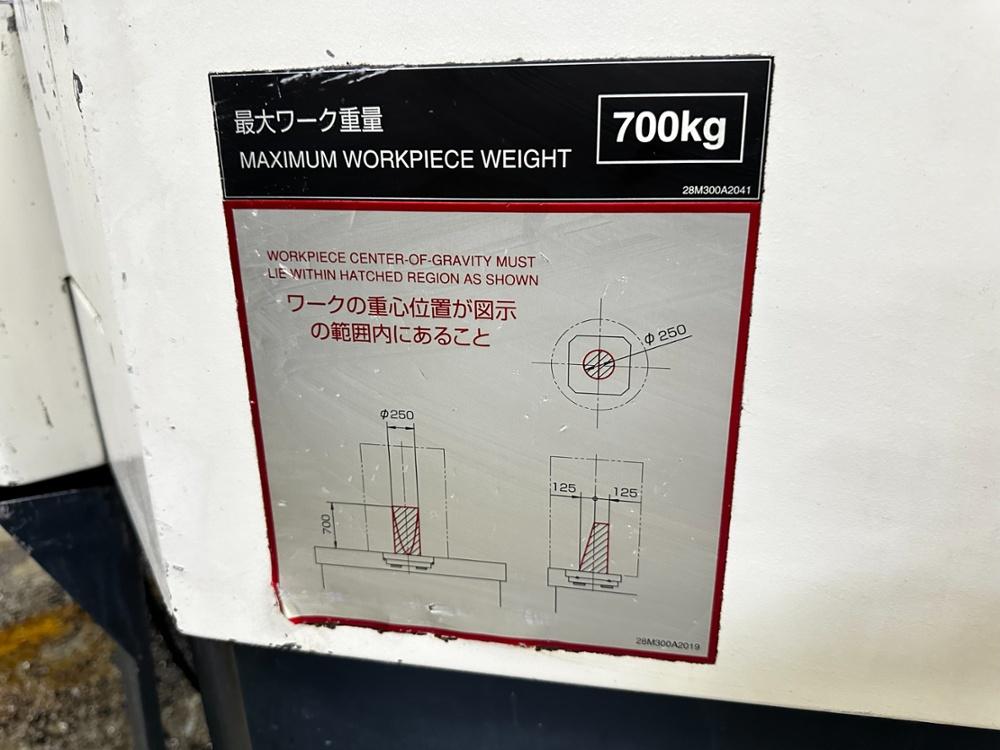 最大ワーク重量
MAXIMUM WORKPIECE WEIGHT
700kg
28M300A2041
WORKPIECE CENTER-OF-GRAVITY MUST
LIE WITHIN HATCHED REGION AS SHOWN
ワークの重心位置が図示
の範囲内にあること
φ250
φ250
700
125
125
28M300A2019